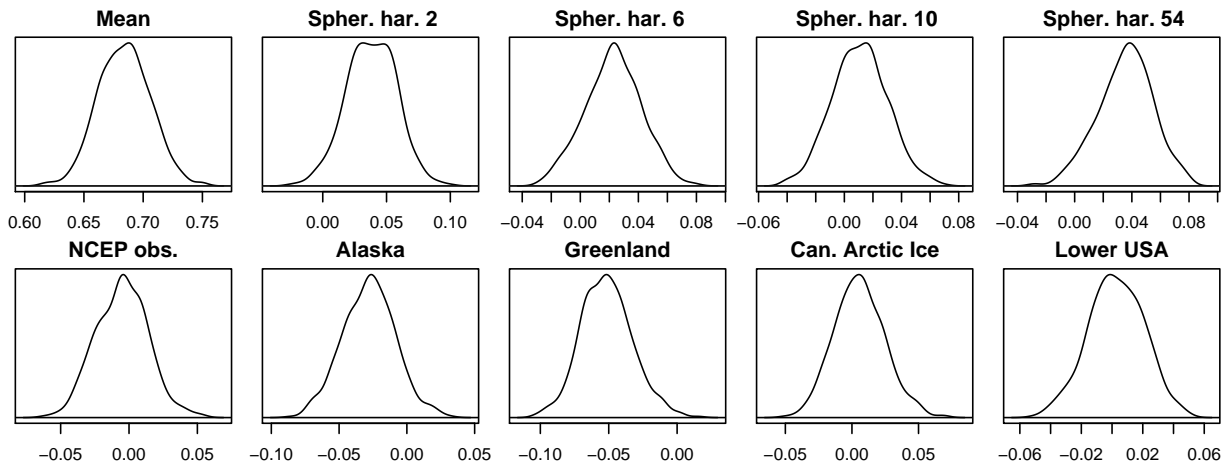 Mean Spher. har. 2 Spher. har. 6 Spher. har. 10 Spher. har. 54
0.60 0.65 0.70 0.75 0.00 0.05 0.10 −0.04 0.00 0.04 0.08 −0.06 0.00 0.04 0.08 −0.04 0.00 0.04 0.08
NCEP obs. Alaska Greenland Can. Arctic Ice Lower USA
−0.05 0.00 0.05 −0.10 −0.05 0.00 0.05 −0.10 −0.05 0.00 −0.05 0.00 0.05 −0.06 −0.02 0.02 0.06